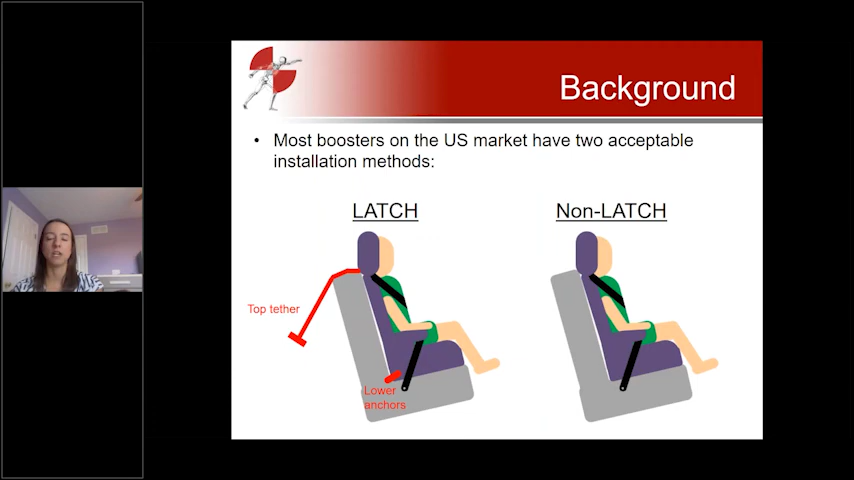 Background
• Most boosters on the US market have two acceptable
installation methods:
LATCH
Non-LATCH
Top tether
Lower
anchors